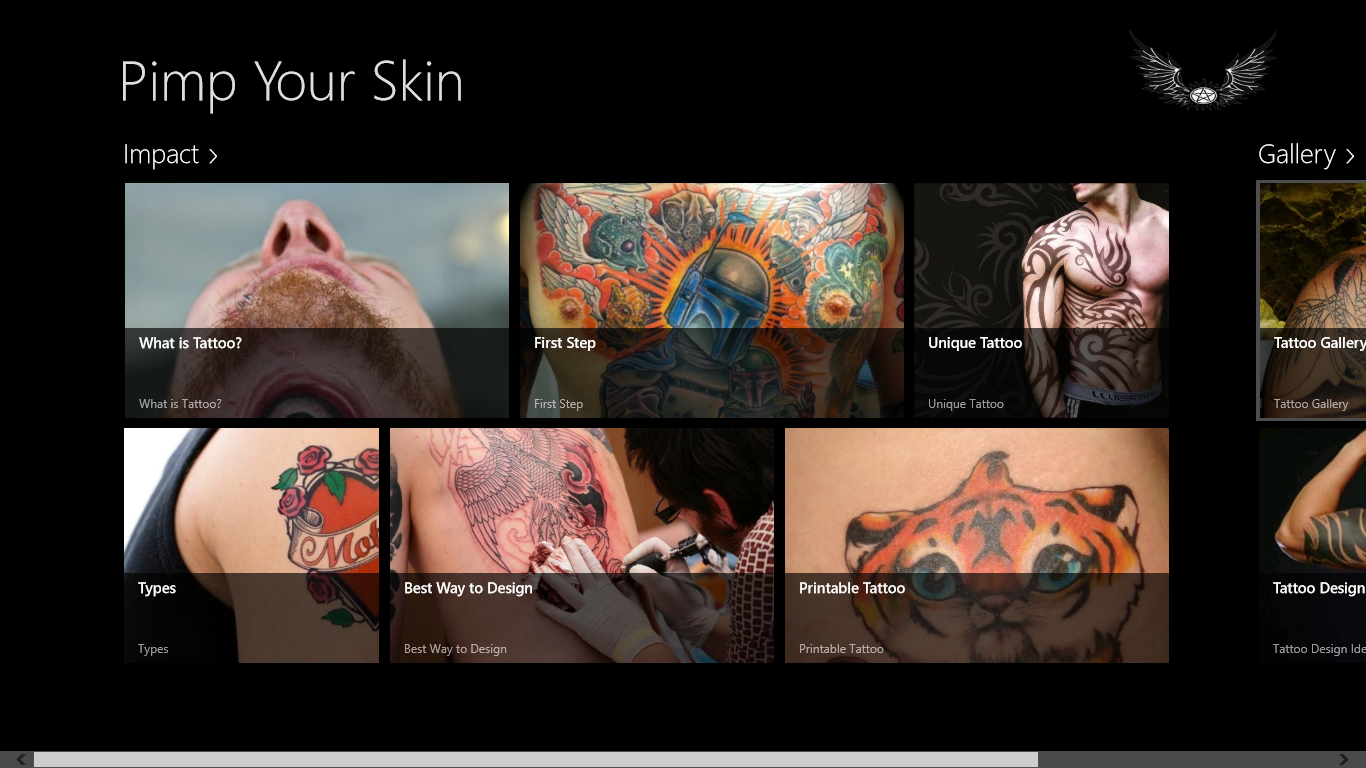 Pimp Your Skin
Impact >
Gallery >
What is Tattoo?
What is Tattoo?
First Step
First Step
Unique Tattoo
Unique Tattoo
Tattoo Gallery
Tattoo Gallery
Types
Types
Best Way to Design
Best Way to Design
Printable Tattoo
Printable Tattoo
Tattoo Design
Tattoo Design Ide